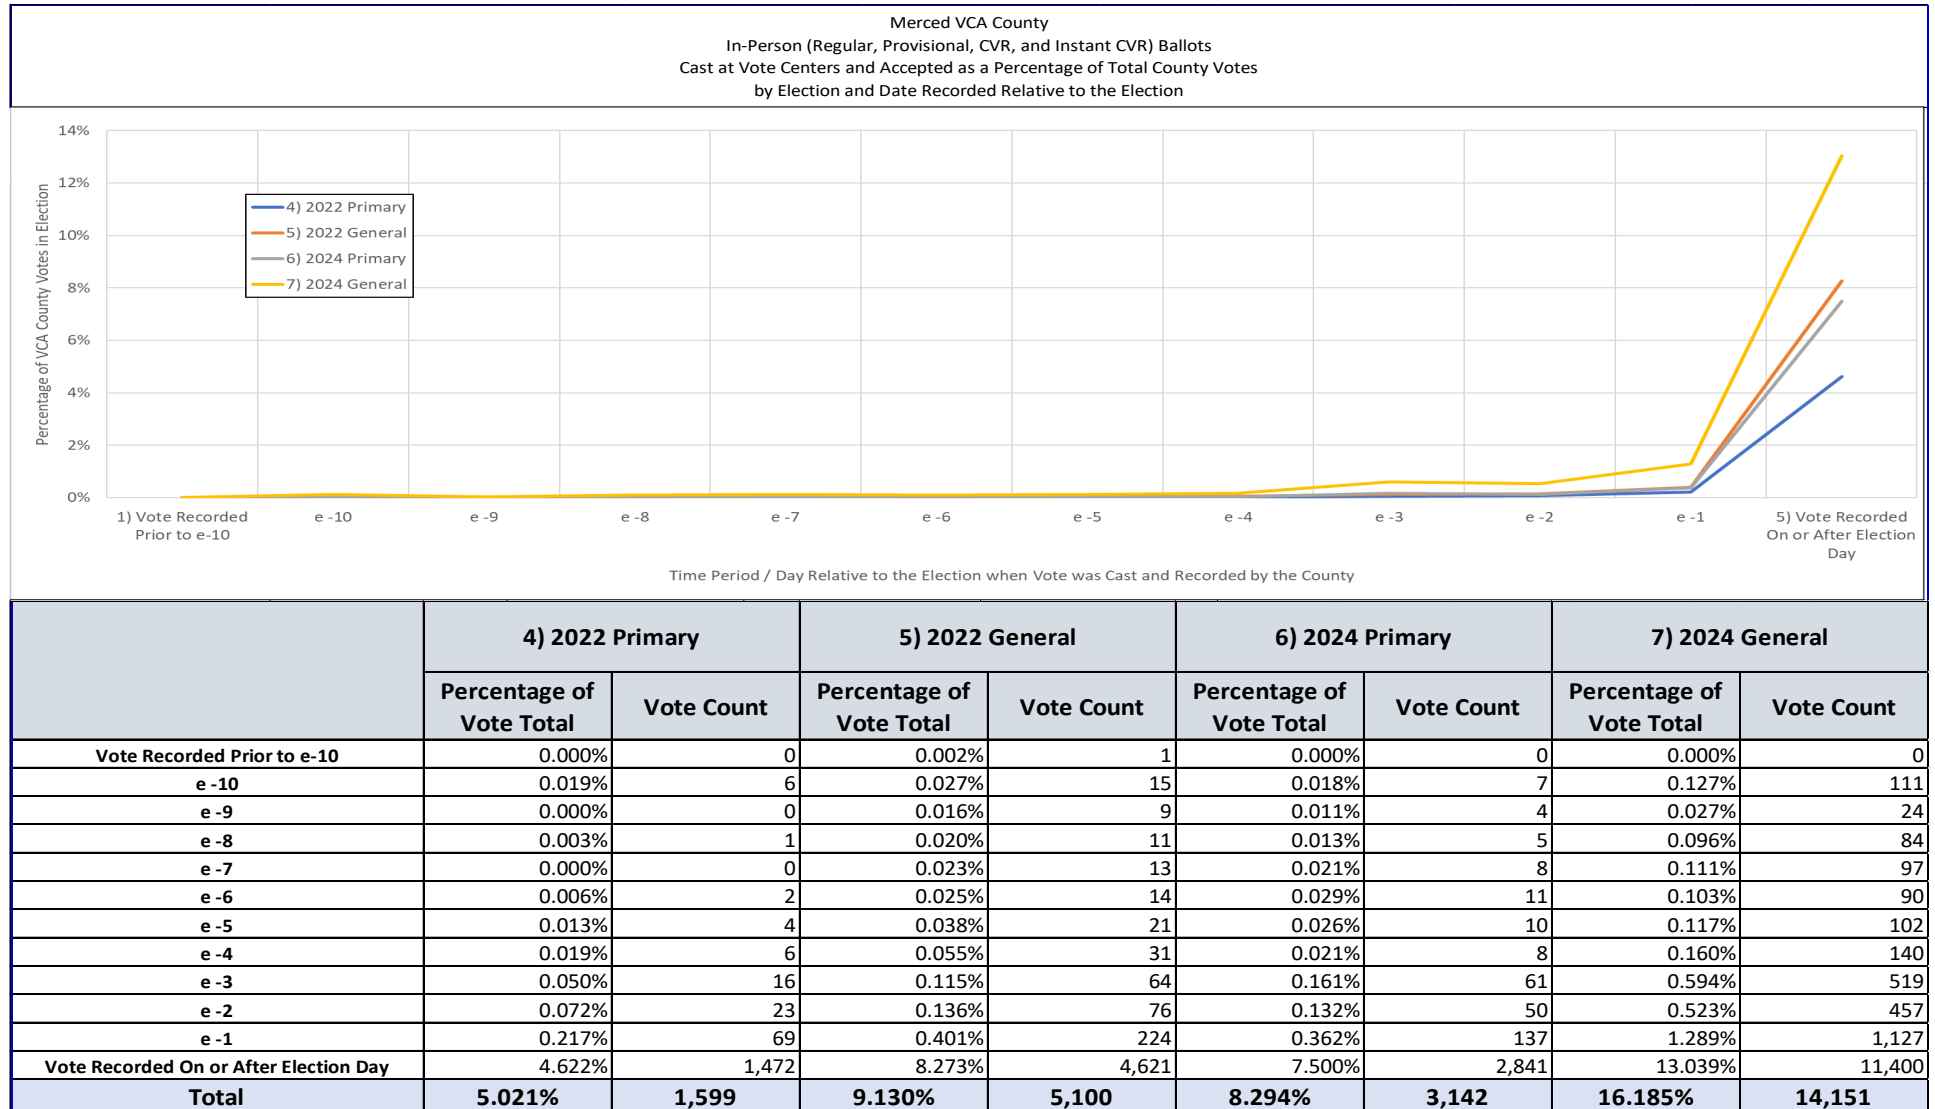 Merced VCA County
In-Person (Regular, Provisional, CVR, and Instant CVR) Ballots
Cast at Vote Centers and Accepted as a Percentage of Total County Votes
by Election and Date Recorded Relative to the Election
Percentage of VCA County Votes in Election
14%
12%
10%
8%
6%
4%
2%
0%
4) 2022 Primary
5) 2022 General
6) 2024 Primary
7) 2024 General
1) Vote Recorded
Prior to e-10
e -10
e -9
e -8
e -7
e -6
e -5
e -4
e -3
e -2
e -1
5) Vote Recorded
On or After Election
Day
Time Period / Day Relative to the Election when Vote was Cast and Recorded by the County
4) 2022 Primary 5) 2022 General 6) 2024 Primary 7) 2024 General
Percentage of Vote Total Vote Count Percentage of Vote Total Vote Count Percentage of Vote Total Vote Count Percentage of Vote Total Vote Count
Vote Recorded Prior to e-10 0.000% 0 0.002% 1 0.000% 0 0.000% 0
e -10 0.019% 6 0.027% 15 0.018% 7 0.127% 111
e -9 0.000% 0 0.016% 9 0.011% 4 0.027% 24
e -8 0.003% 1 0.020% 11 0.013% 5 0.096% 84
e -7 0.000% 0 0.023% 13 0.021% 8 0.111% 97
e -6 0.006% 2 0.025% 14 0.029% 11 0.103% 90
e -5 0.013% 4 0.038% 21 0.026% 10 0.117% 102
e -4 0.019% 6 0.055% 31 0.021% 8 0.160% 140
e -3 0.050% 16 0.115% 64 0.161% 61 0.594% 519
e -2 0.072% 23 0.136% 76 0.132% 50 0.523% 457
e -1 0.217% 69 0.401% 224 0.362% 137 1.289% 1,127
Vote Recorded On or After Election Day 4.622% 1,472 8.273% 4,621 7.500% 2,841 13.039% 11,400
Total 5.021% 1,599 9.130% 5,100 8.294% 3,142 16.185% 14,151